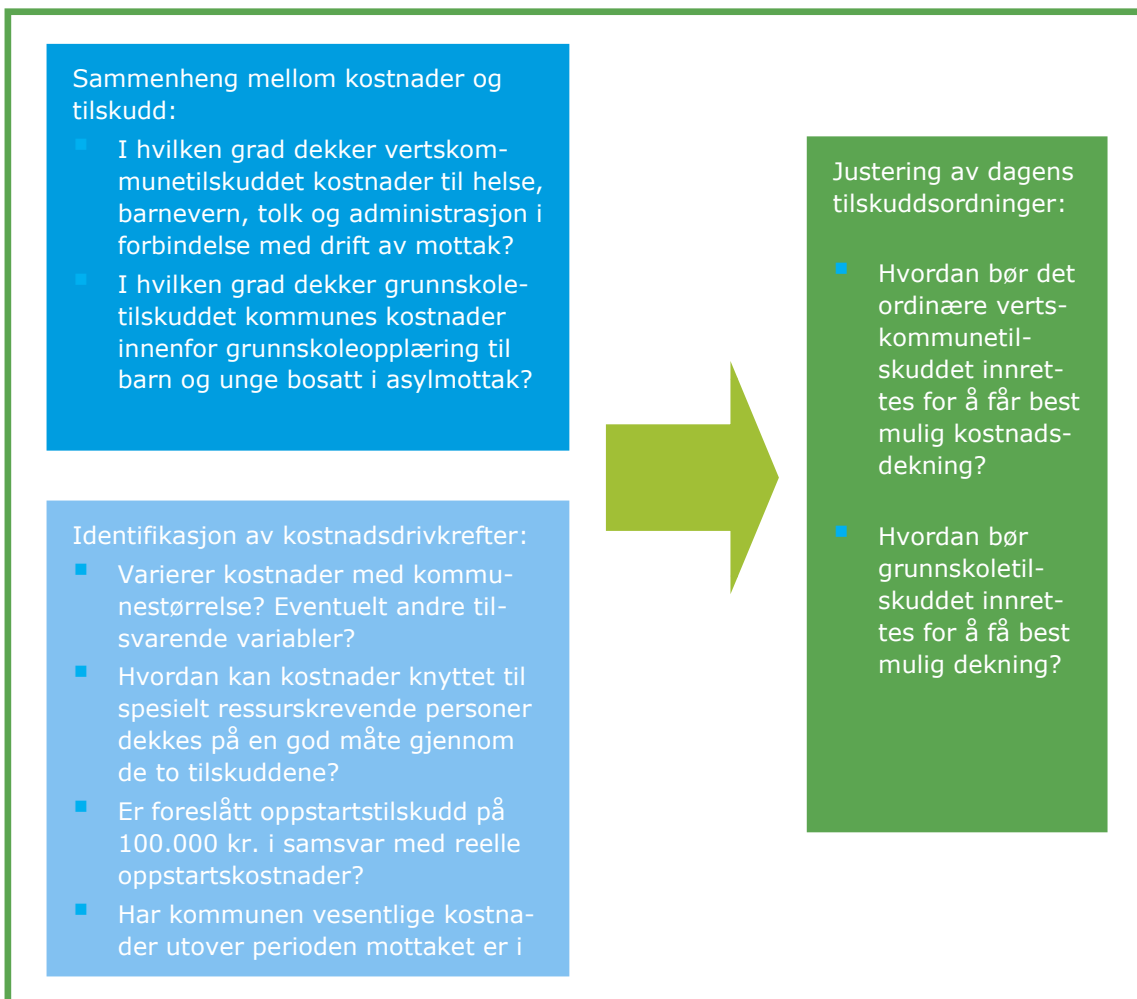 Sammenheng mellom kostnader og
tilskudd:
▪ I hvilken grad dekker vertskom-
munetilskuddet kostnader til helse,
barnevern, tolk og administrasjon i
forbindelse med drift av mottak?
▪ I hvilken grad dekker grunnskole-
tilskuddet kommunes kostnader
innenfor grunnskoleopplæring til
barn og unge bosatt i asylmottak?
Identifikasjon av kostnadsdrivkrefter:
▪ Varierer kostnader med kommu-
nestørrelse? Eventuelt andre til-
svarende variabler?
▪ Hvordan kan kostnader knyttet til
spesielt ressurskrevende personer
dekkes på en god måte gjennom
de to tilskuddene?
▪ Er foreslått oppstartstilskudd på
100.000 kr. i samsvar med reelle
oppstartskostnader?
▪ Har kommunen vesentlige kostna-
der utover perioden mottaket er i
Justering av dagens
tilskuddsordninger:
▪ Hvordan bør det
ordinære verts-
kommunetil-
skuddet innret-
tes for å får best
mulig kostnads-
dekning?
▪ Hvordan bør
grunnskoletil-
skuddet innret-
tes for å få best
mulig dekning?